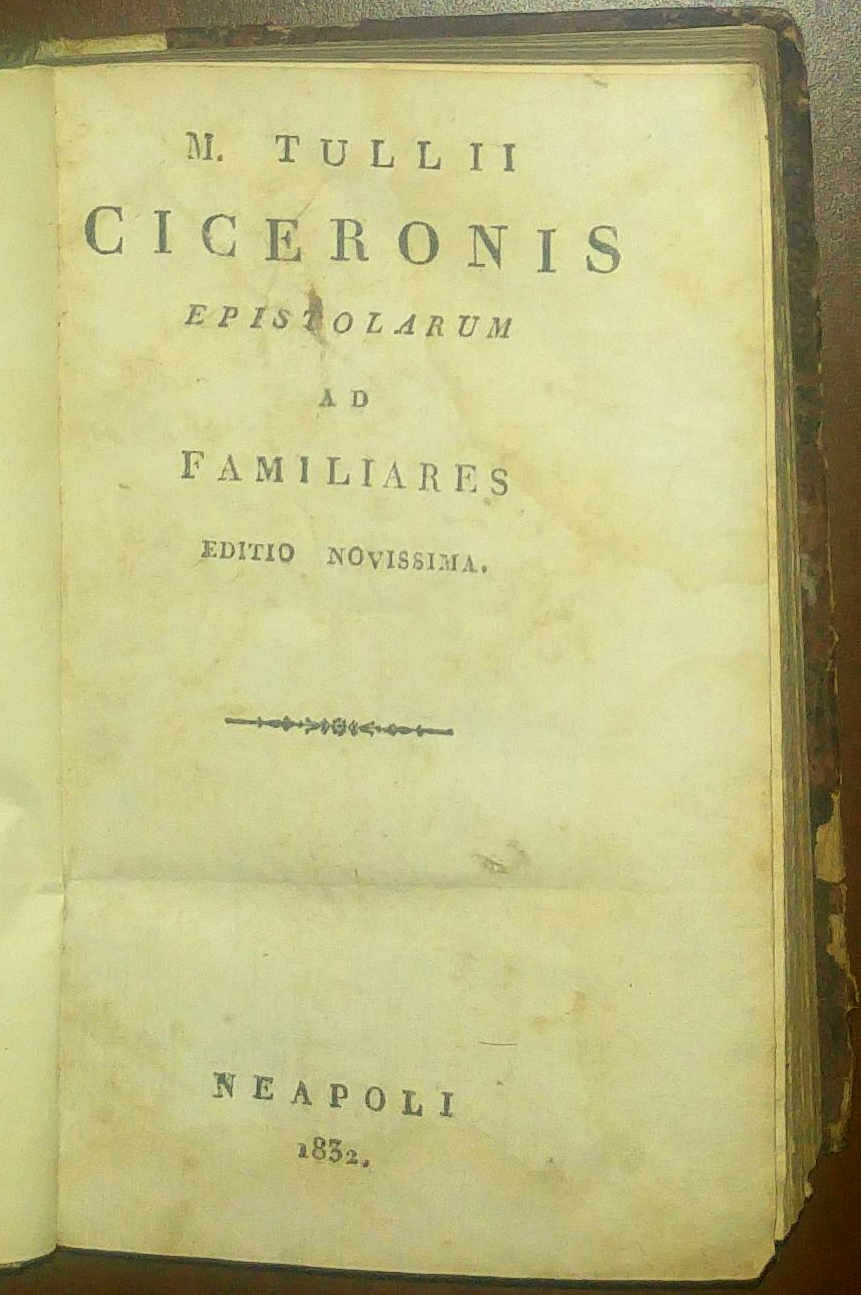 M. TULLII
CICERONIS
EPISTOLARUM
AD
FAMILIARES
EDITIO NOVISSIMA.
NEAPOLI
1832.